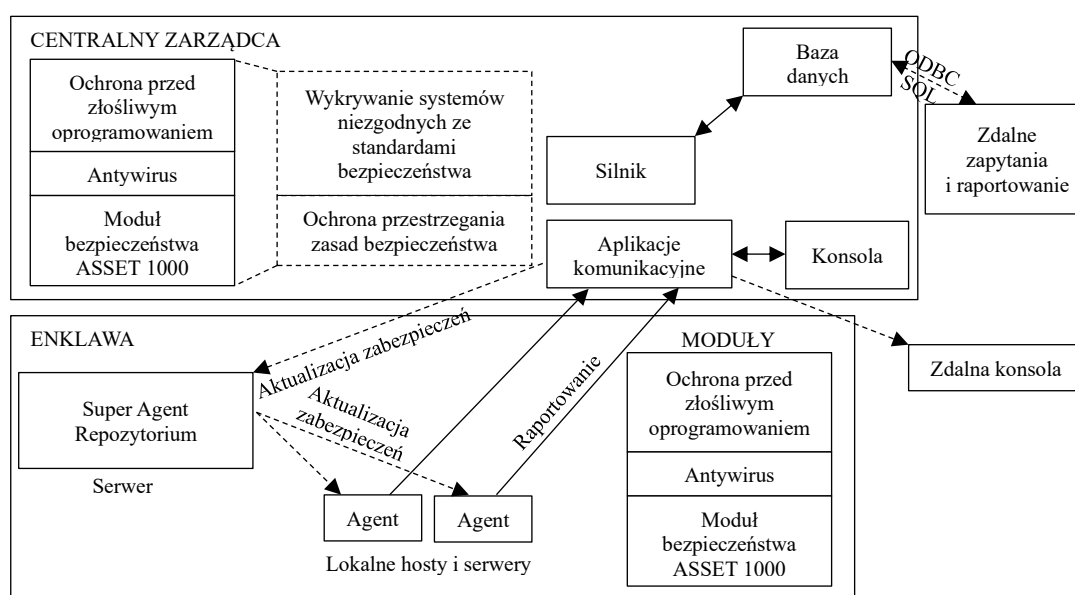 CENTRALNY ZARZĄDCA
Ochrona przed
złośliwym
oprogramowaniem
Antywirus
Moduł
bezpieczeństwa
ASSET 1000
Wykrywanie systemów
niezgodnych ze
standardami
bezpieczeństwa
Ochrona przestrzegania
zasad bezpieczeństwa
Baza
danych
Silnik
Aplikacje
komunikacyjne
Konsola
ODBC
SQL
Zdalne
zapytania
i raportowanie
Zdalna konsola
ENKLAWA
Aktualizacja zabezpieczeń
Super Agent
Repozytorium
Serwer
Aktualizacja
zabezpieczeń
Raportowanie
Agent
Agent
Lokalne hosty i serwery
MODUŁY
Ochrona przed
złośliwym
oprogramowaniem
Antywirus
Moduł
bezpieczeństwa
ASSET 1000